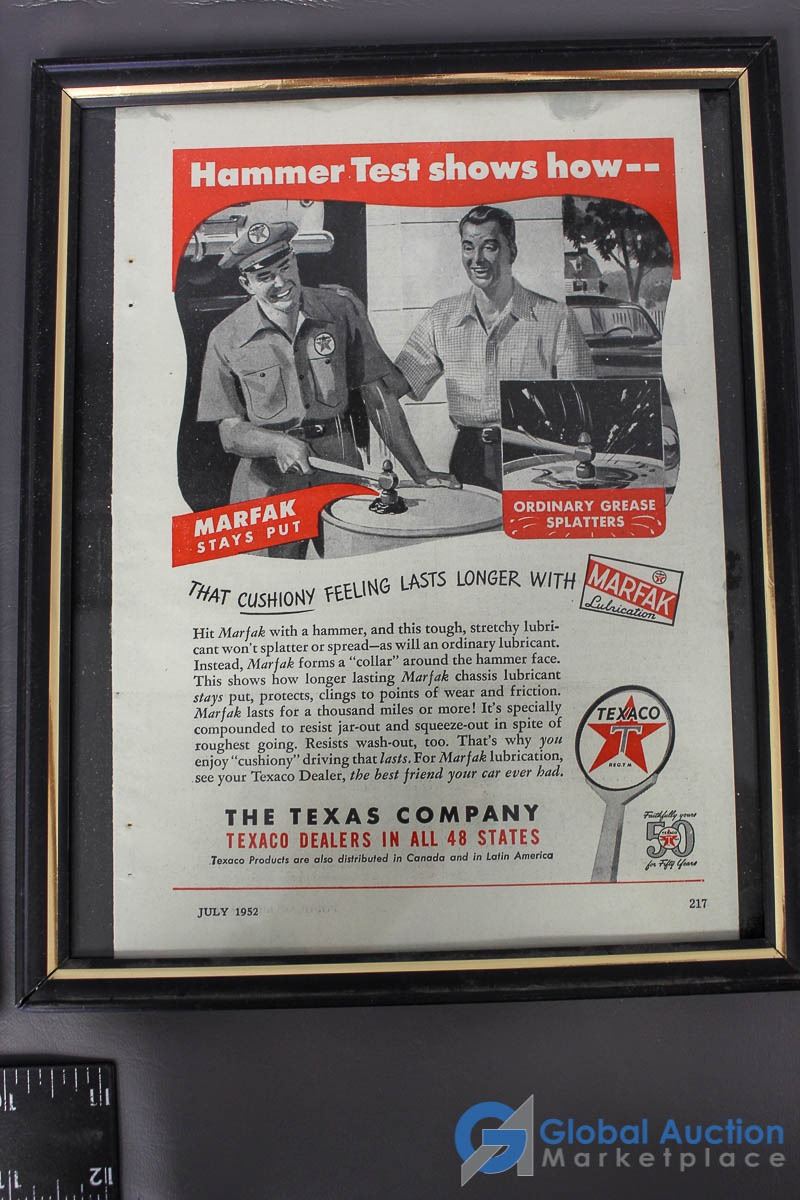 Hammer Test shows how--
MARFAK
STAYS PUT
ORDINARY GREASE
SPLATTERS
THAT CUSHIONY FEELING LASTS LONGER WITH
MARFAK
Lubrication
Hit Marfak with a hammer, and this tough, stretchy lubri-
cant won't splatter or spread—as will an ordinary lubricant.
Instead, Marfak forms a "collar" around the hammer face.
This shows how longer lasting Marfak chassis lubricant
stays put, protects, clings to points of wear and friction.
Marfak lasts for a thousand miles or more! It's specially
compounded to resist jar-out and squeeze-out in spite of
roughest going. Resists wash-out, too. That's why you
enjoy "cushiony" driving that lasts. For Marfak lubrication,
see your Texaco Dealer, the best friend your car ever had.
TEXACO
T
REG. T. M.
THE TEXAS COMPANY
TEXACO DEALERS IN ALL 48 STATES
Texaco Products are also distributed in Canada and in Latin America
Faithfully yours
50
for Fifty Years
JULY 1952
217
11
12
Global Auction
Marketplace